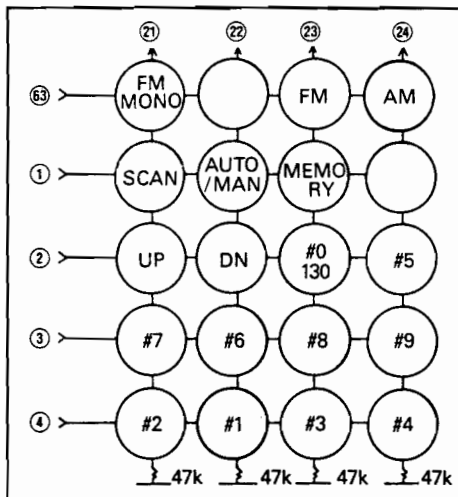 21 22 23 24
63 FM MONO FM AM
1 SCAN AUTO /MAN MEMO RY
2 UP DN #0 130 #5
3 #7 #6 #8 #9
4 #2 #1 #3 #4
47k 47k 47k 47k